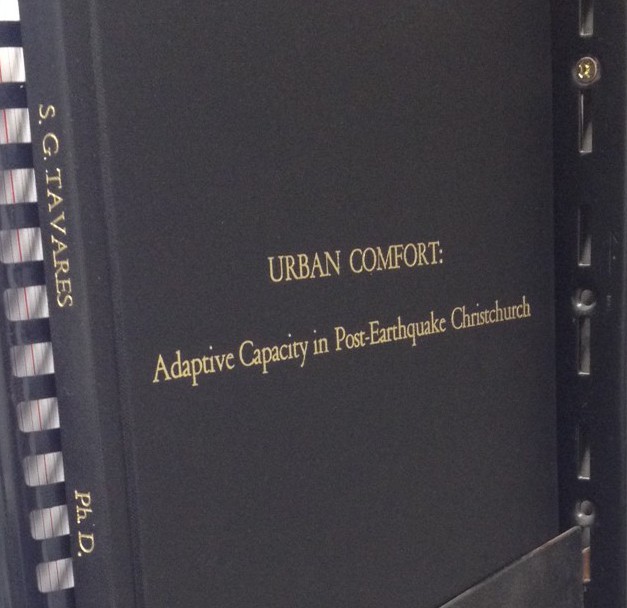 URBAN COMFORT:
Adaptive Capacity in Post-Earthquake Christchurch
S. G. TAVARES
Ph. D.